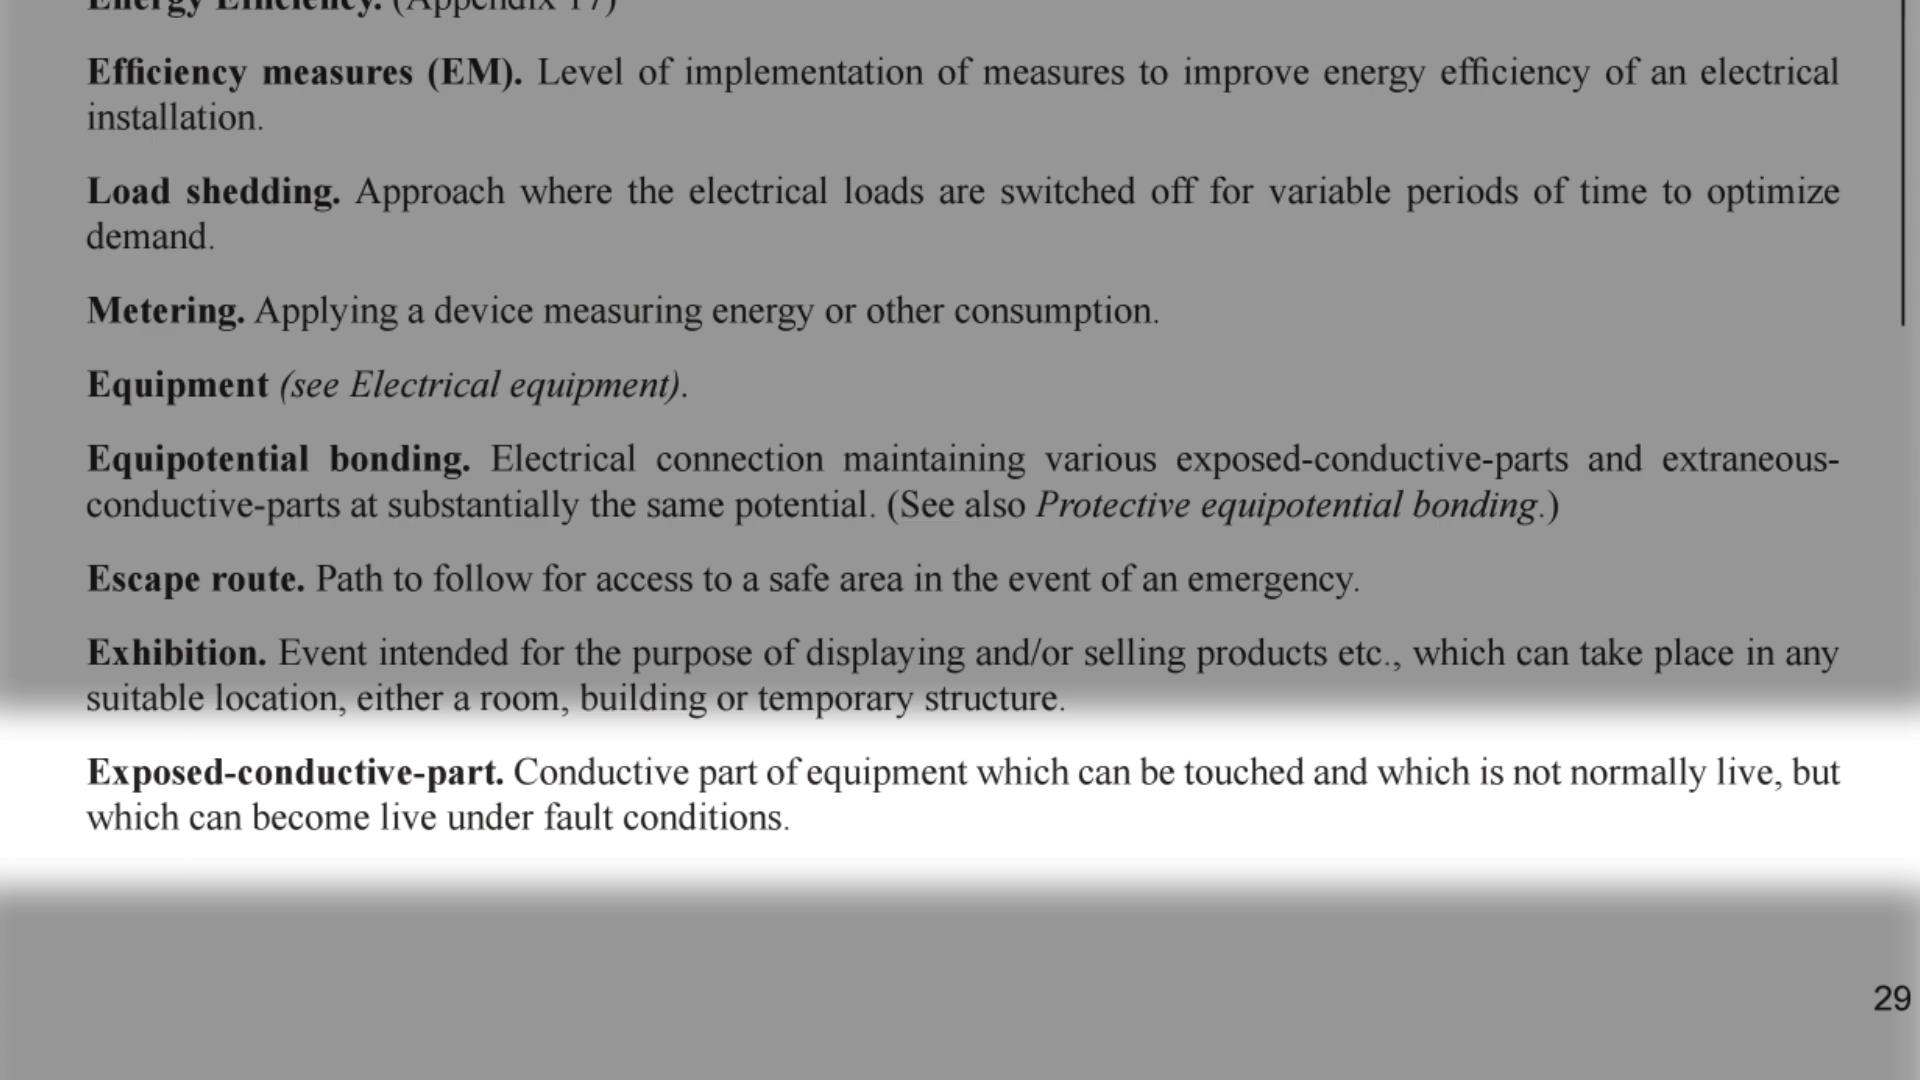 Energy Efficiency. (Appendix 17)
Efficiency measures (EM). Level of implementation of measures to improve energy efficiency of an electrical
installation.
Load shedding. Approach where the electrical loads are switched off for variable periods of time to optimize
demand.
Metering. Applying a device measuring energy or other consumption.
Equipment (see Electrical equipment).
Equipotential bonding. Electrical connection maintaining various exposed-conductive-parts and extraneous-
conductive-parts at substantially the same potential. (See also Protective equipotential bonding.)
Escape route. Path to follow for access to a safe area in the event of an emergency.
Exhibition. Event intended for the purpose of displaying and/or selling products etc., which can take place in any
suitable location, either a room, building or temporary structure.
Exposed-conductive-part. Conductive part of equipment which can be touched and which is not normally live, but
which can become live under fault conditions.
29